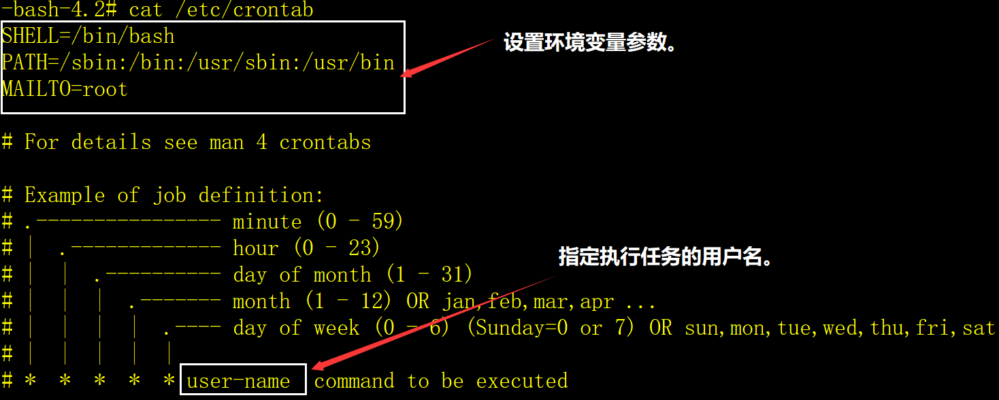 -bash-4.2# cat /etc/crontab
SHELL=/bin/bash
设置环境变量参数。
PATH=/sbin:/bin:/usr/sbin:/usr/bin
MAILTO=root
# For details see man 4 crontabs
# Example of job definition:
# .---------------- minute (0 - 59)
# | .------------- hour (0 - 23)
指定执行任务的用户名。
# | | .---------- day of month (1 - 31)
# | | | .------- month (1 - 12) OR jan,feb,mar,apr ...
# | | | | .---- day of week (0 - 6) (Sunday=0 or 7) OR sun,mon,tue,wed,thu,fri,sat
# | | | | |
# * * * * * user-name command to be executed